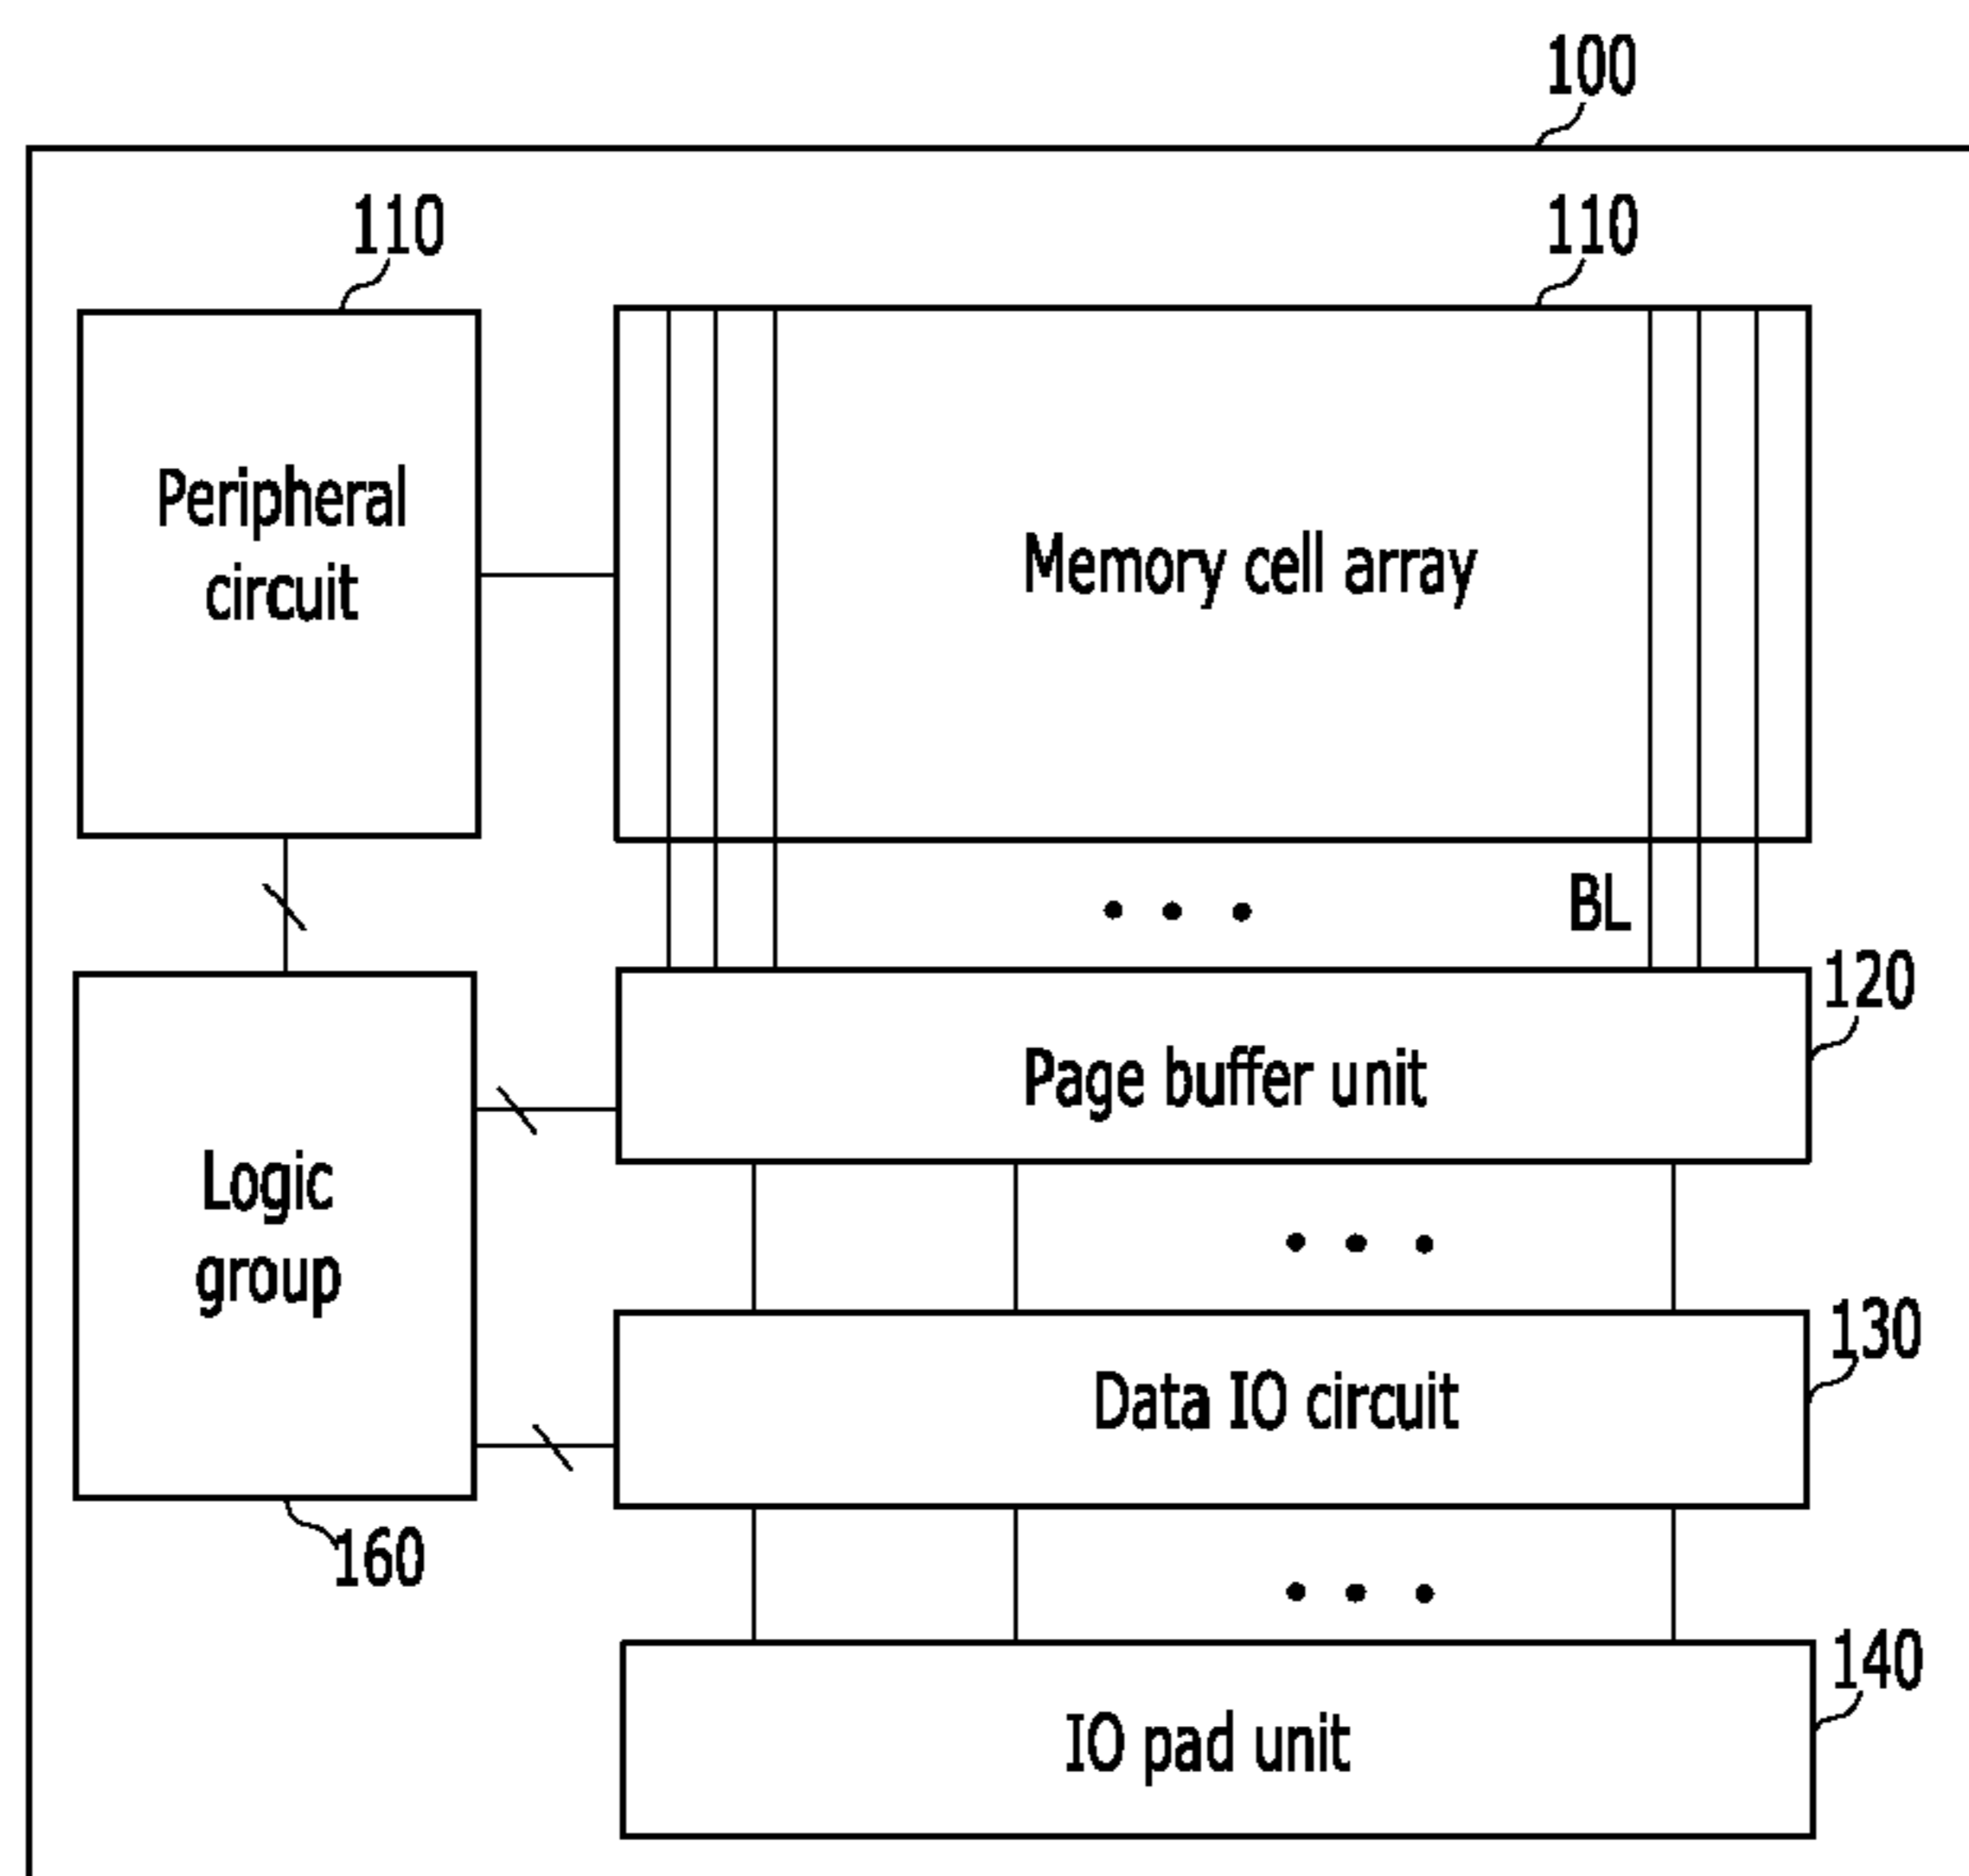 100
110
110
Peripheral
circuit
Memory cell array
BL
120
Page buffer unit
Logic
group
130
Data IO circuit
160
140
IO pad unit